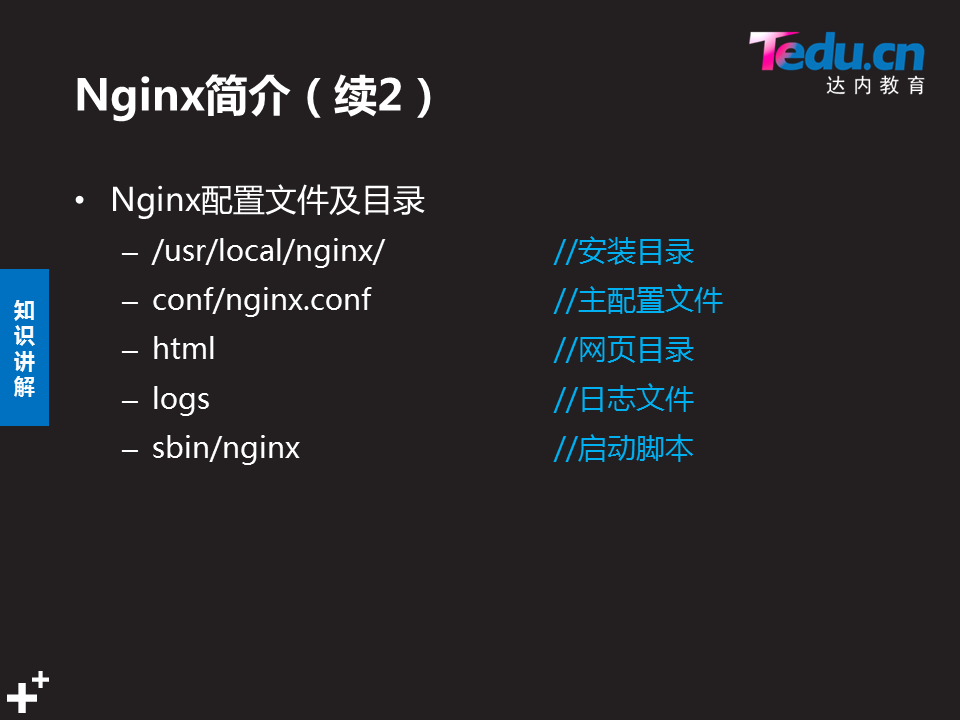 Tedu.cn
达内教育
Nginx简介（续2）
• Nginx配置文件及目录
– /usr/local/nginx/ //安装目录
– conf/nginx.conf //主配置文件
– html //网页目录
– logs //日志文件
– sbin/nginx //启动脚本
知识讲解